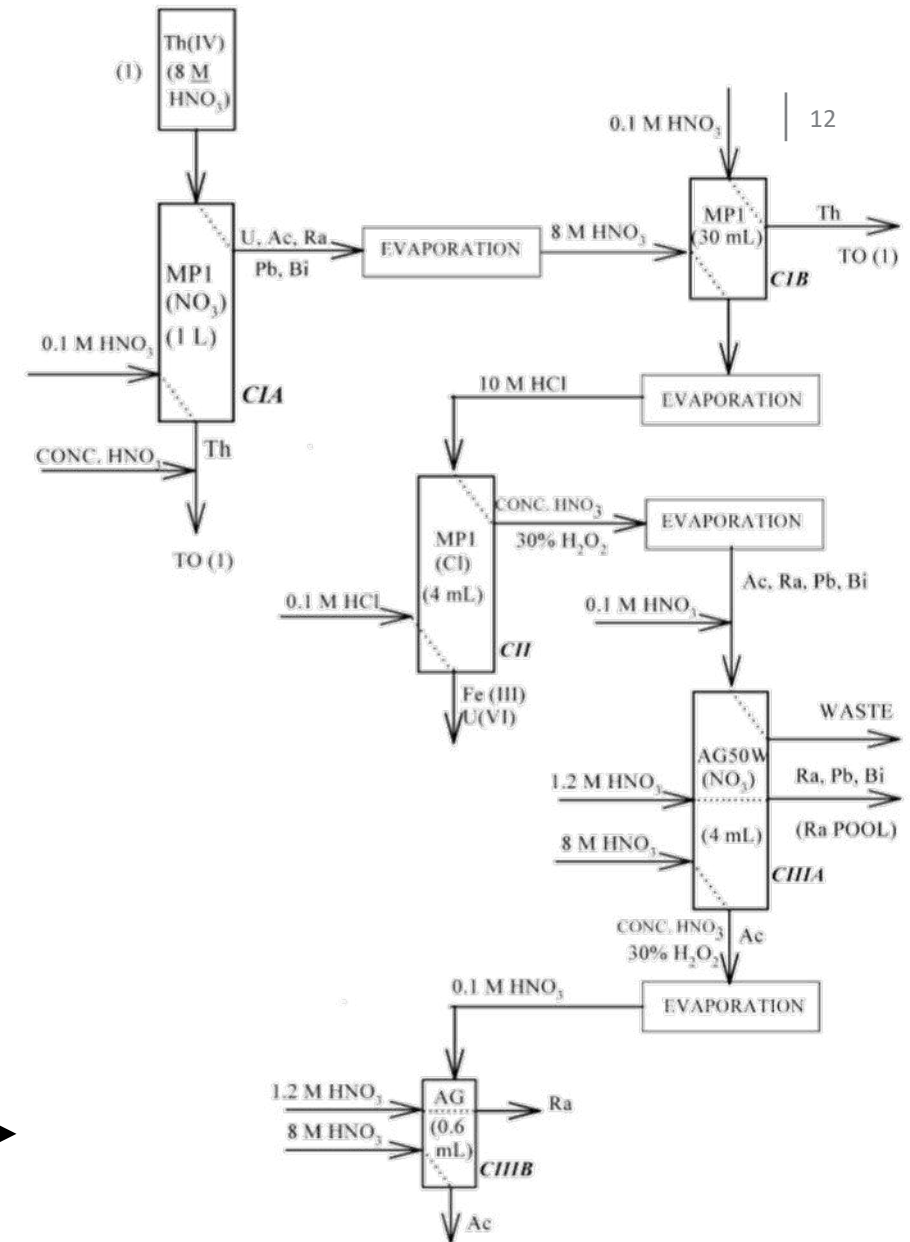 Th(IV)
(1)
(8 M
HNO₃)
12
0.1 M HNO₃
MP1
(30 mL)
Th
TO (1)
CIB
U, Ac, Ra
Pb, Bi
EVAPORATION
8 M HNO₃
MP1
(NO₃)
(1 L)
0.1 M HNO₃
CIA
CONC. HNO₃
Th
TO (1)
10 M HCl
EVAPORATION
CONC. HNO₃
30% H₂O₂
EVAPORATION
MP1
(Cl)
(4 mL)
0.1 M HCl
CII
Ac, Ra, Pb, Bi
0.1 M HNO₃
Fe (III)
U(VI)
WASTE
AG50W
(NO₃)
(4 mL)
1.2 M HNO₃
Ra, Pb, Bi
(Ra POOL)
8 M HNO₃
CIIIA
CONC. HNO₃
30% H₂O₂
Ac
0.1 M HNO₃
EVAPORATION
1.2 M HNO₃
AG
(0.6
mL)
Ra
8 M HNO₃
CIIIB
Ac